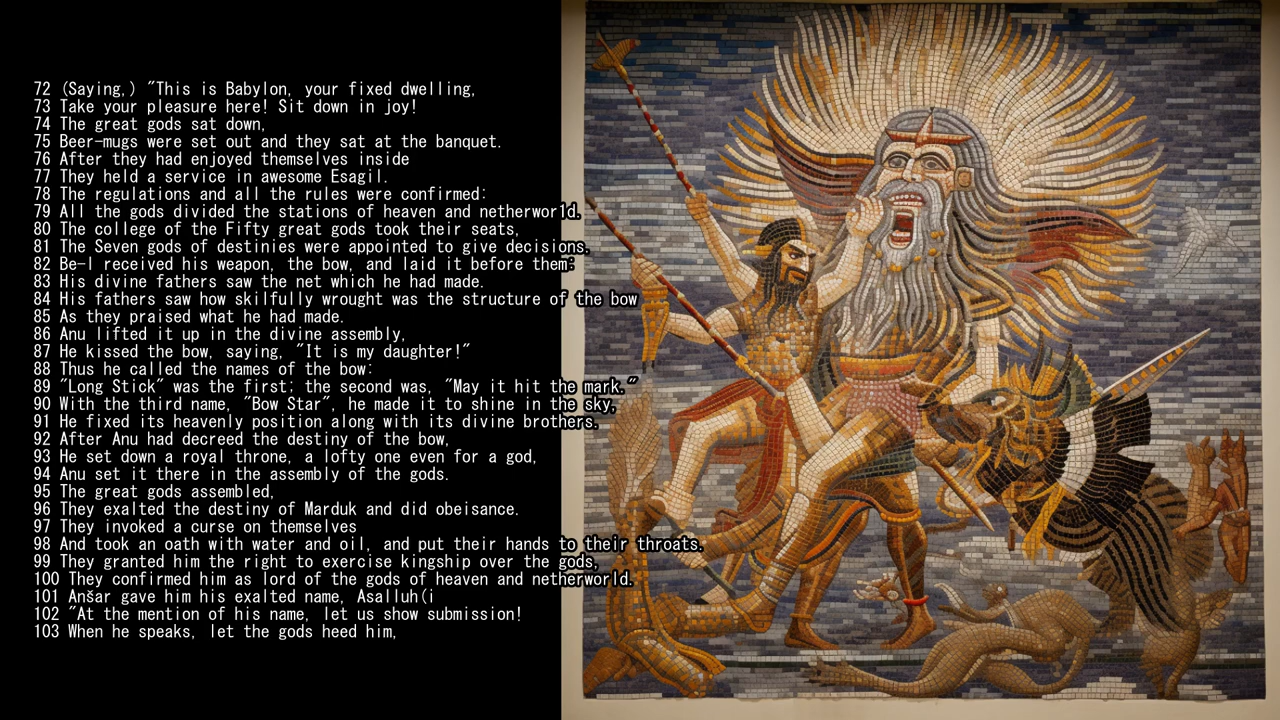 72 (Saying,) "This is Babylon, your fixed dwelling,
73 Take your pleasure here! Sit down in joy!
74 The great gods sat down,
75 Beer-mugs were set out and they sat at the banquet.
76 After they had enjoyed themselves inside
77 They held a service in awesome Esagil.
78 The regulations and all the rules were confirmed:
79 All the gods divided the stations of heaven and netherwor1d.
80 The college of the Fifty great gods took their seats,
81 The Seven gods of destinies were appointed to give decisions.
82 Be-l received his weapon, the bow, and laid it before them:
83 His divine fathers saw the net which he had made.
84 His fathers saw how skilfully wrought was the structure of the bow
85 As they praised what he had made.
86 Anu lifted it up in the divine assembly,
87 He kissed the bow, saying, "It is my daughter!"
88 Thus he called the names of the bow:
89 "Long Stick" was the first; the second was, "May it hit the mark."
90 With the third name, "Bow Star", he made it to shine in the sky,
91 He fixed its heavenly position along with its divine brothers.
92 After Anu had decreed the destiny of the bow,
93 He set down a royal throne, a lofty one even for a god,
94 Anu set it there in the assembly of the gods.
95 The great gods assembled,
96 They exalted the destiny of Marduk and did obeisance.
97 They invoked a curse on themselves
98 And took an oath with water and oil, and put their hands to their throats.
99 They granted him the right to exercise kingship over the gods,
100 They confirmed him as lord of the gods of heaven and netherworld.
101 Anšar gave him his exalted name, Asalluh(i
102 "At the mention of his name, let us show submission!
103 When he speaks, let the gods heed him,